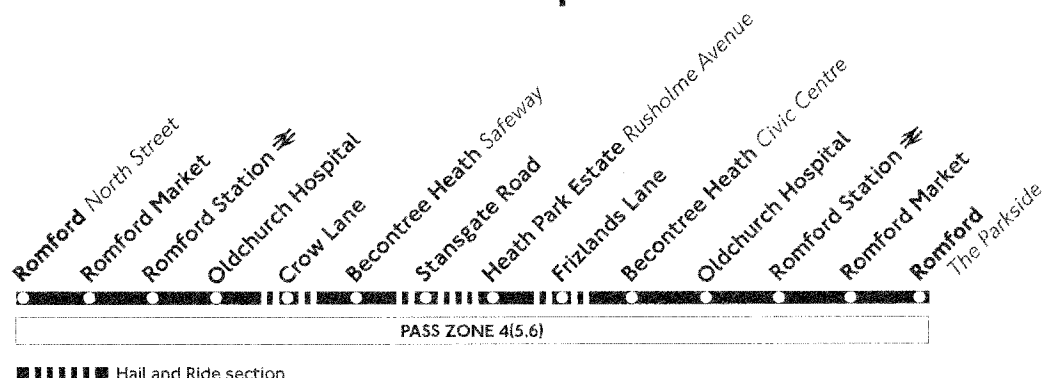 Romford North Street
Romford Market
Romford Station
Oldchurch Hospital
Crow Lane
Becontree Heath Safeway
Stansgate Road
Heath Park Estate Rusholme Avenue
Frizlands Lane
Becontree Heath Civic Centre
Oldchurch Hospital
Romford Station
Romford Market
Romford
The Parkside
PASS ZONE 4(5.6)
Hail and Ride section